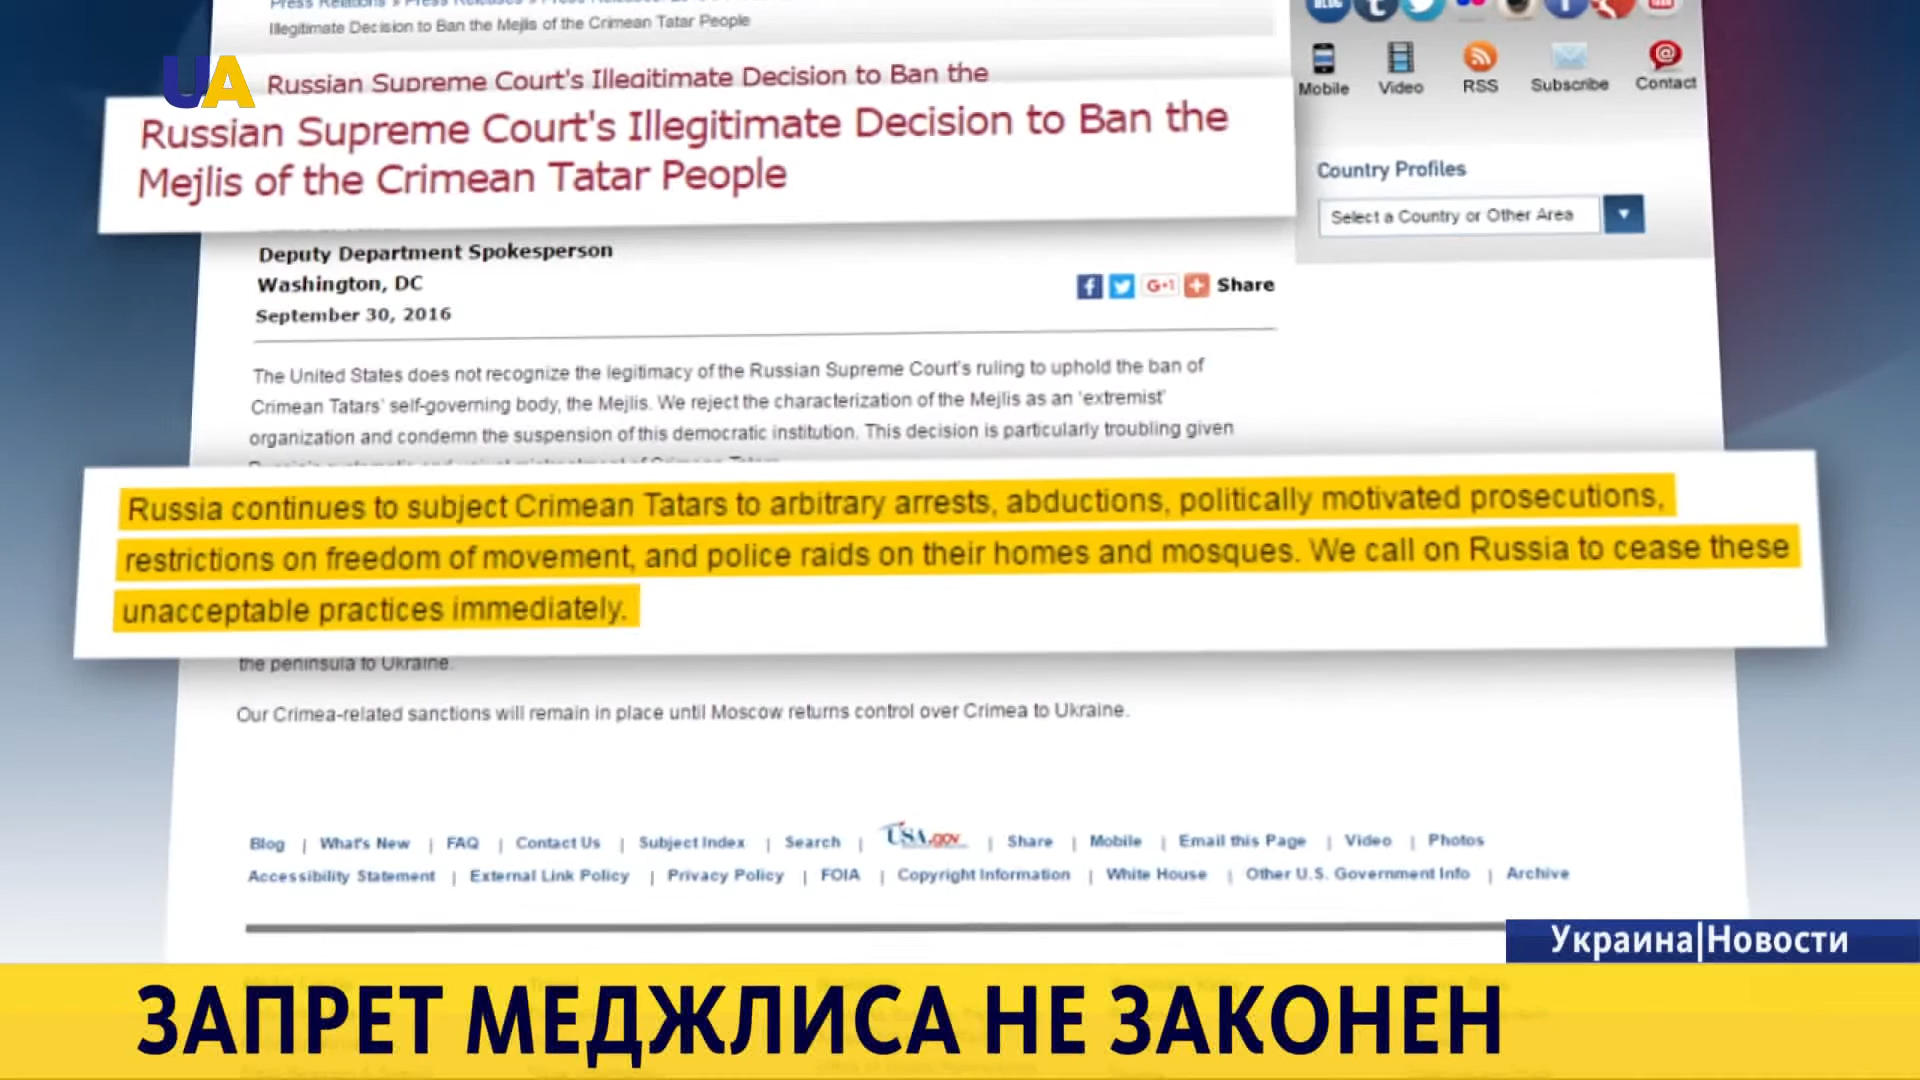 Illegitimate Decision to Ban the Mejlis of the Crimean Tatar People
UA
Russian Supreme Court's Illegitimate Decision to Ban the
Russian Supreme Court's Illegitimate Decision to Ban the
Mejlis of the Crimean Tatar People
BLOG
Mobile Video RSS Subscribe Contact
Country Profiles
Select a Country or Other Area
Deputy Department Spokesperson
Washington, DC
September 30, 2016
G+1 Share
The United States does not recognize the legitimacy of the Russian Supreme Court's ruling to uphold the ban of
Crimean Tatars' self-governing body, the Mejlis. We reject the characterization of the Mejlis as an 'extremist'
organization and condemn the suspension of this democratic institution. This decision is particularly troubling given
Russia continues to subject Crimean Tatars to arbitrary arrests, abductions, politically motivated prosecutions,
restrictions on freedom of movement, and police raids on their homes and mosques. We call on Russia to cease these
unacceptable practices immediately.
the peninsula to Ukraine.
Our Crimea-related sanctions will remain in place until Moscow returns control over Crimea to Ukraine.
Blog | What's New | FAQ | Contact Us | Subject Index | Search | USA.gov | Share | Mobile | Email this Page | Video | Photos
Accessibility Statement | External Link Policy | Privacy Policy | FOIA | Copyright Information | White House | Other U.S. Government Info | Archive
Украина|Новости
ЗАПРЕТ МЕДЖЛИСА НЕ ЗАКОНЕН